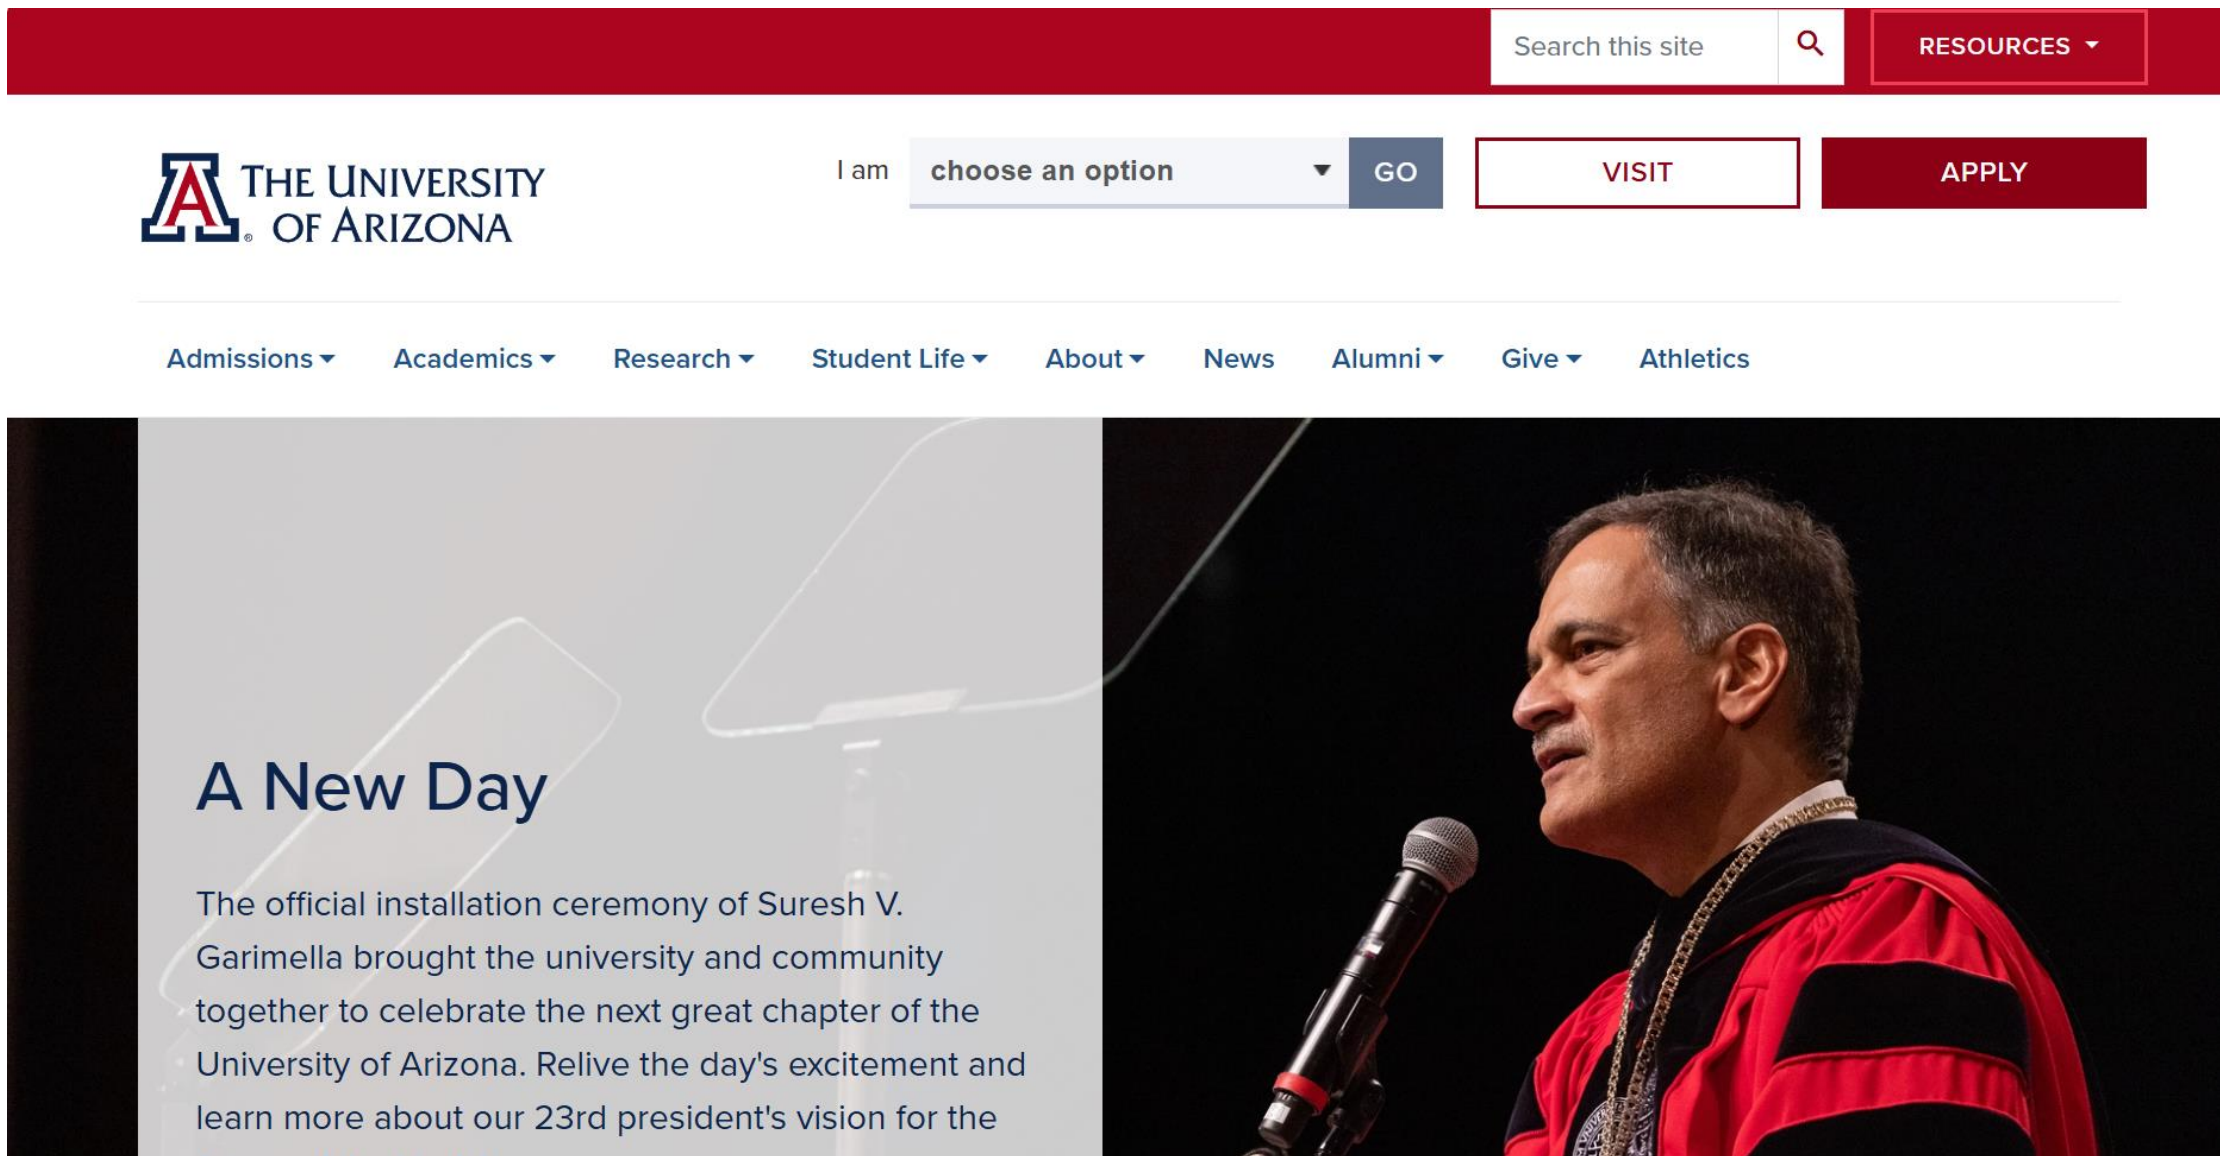 Search this site
RESOURCES
I am
choose an option
GO
VISIT
APPLY
A
®
THE UNIVERSITY
OF ARIZONA
Admissions
Academics
Research
Student Life
About
News
Alumni
Give
Athletics
A New Day
The official installation ceremony of Suresh V.
Garimella brought the university and community
together to celebrate the next great chapter of the
University of Arizona. Relive the day's excitement and
learn more about our 23rd president's vision for the